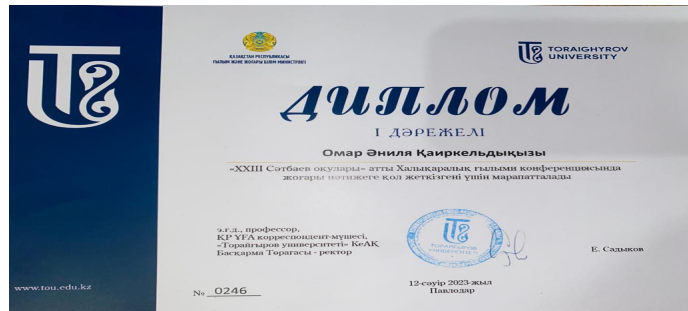 ҚАЗАҚСТАН РЕСПУБЛИКАСЫ
ҒЫЛЫМ ЖӘНЕ ЖОҒАРЫ БІЛІМ МИНИСТРЛІГІ
TORAIGHYROV
UNIVERSITY
ДИПЛОМ
I ДӘРЕЖЕЛІ
Омар Әниля Қаиркельдықызы
«XXIII Сәтбаев оқулары» атты Халықаралық ғылыми конференциясында
жоғары нәтижеге қол жеткізгені үшін марапатталады
э.ғ.д., профессор,
ҚР ҰҒА корреспондент-мүшесі,
«Торайғыров университеті» КеАҚ
Басқарма Төрағасы - ректор
ТОРАЙҒЫРОВ
УНИВЕРСИТЕТІ
Е. Садыков
www.tou.edu.kz
№ 0246
12-сәуір 2023-жыл
Павлодар